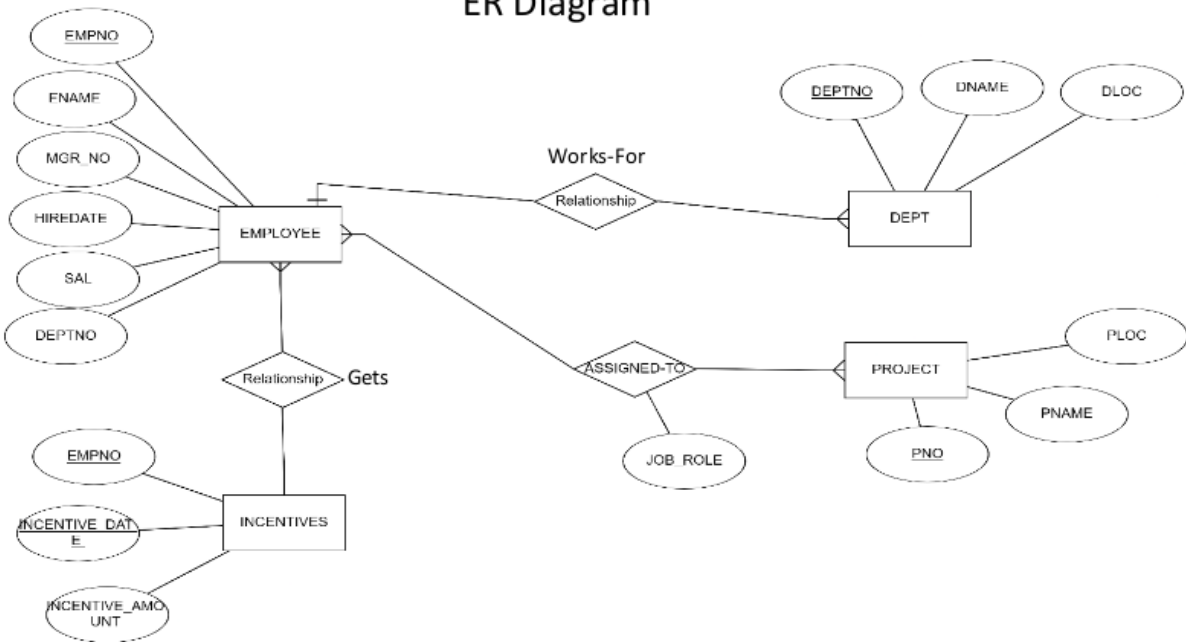 ER Diagram
EMPNO
ENAME
MGR_NO
HIREDATE
SAL
DEPTNO
EMPLOYEE
Works-For
Relationship
DEPTNO
DNAME
DLOC
DEPT
ASSIGNED-TO
JOB_ROLE
PROJECT
PLOC
PNAME
PNO
Relationship
Gets
EMPNO
INCENTIVE_DAT
E
INCENTIVE_AMO
UNT
INCENTIVES